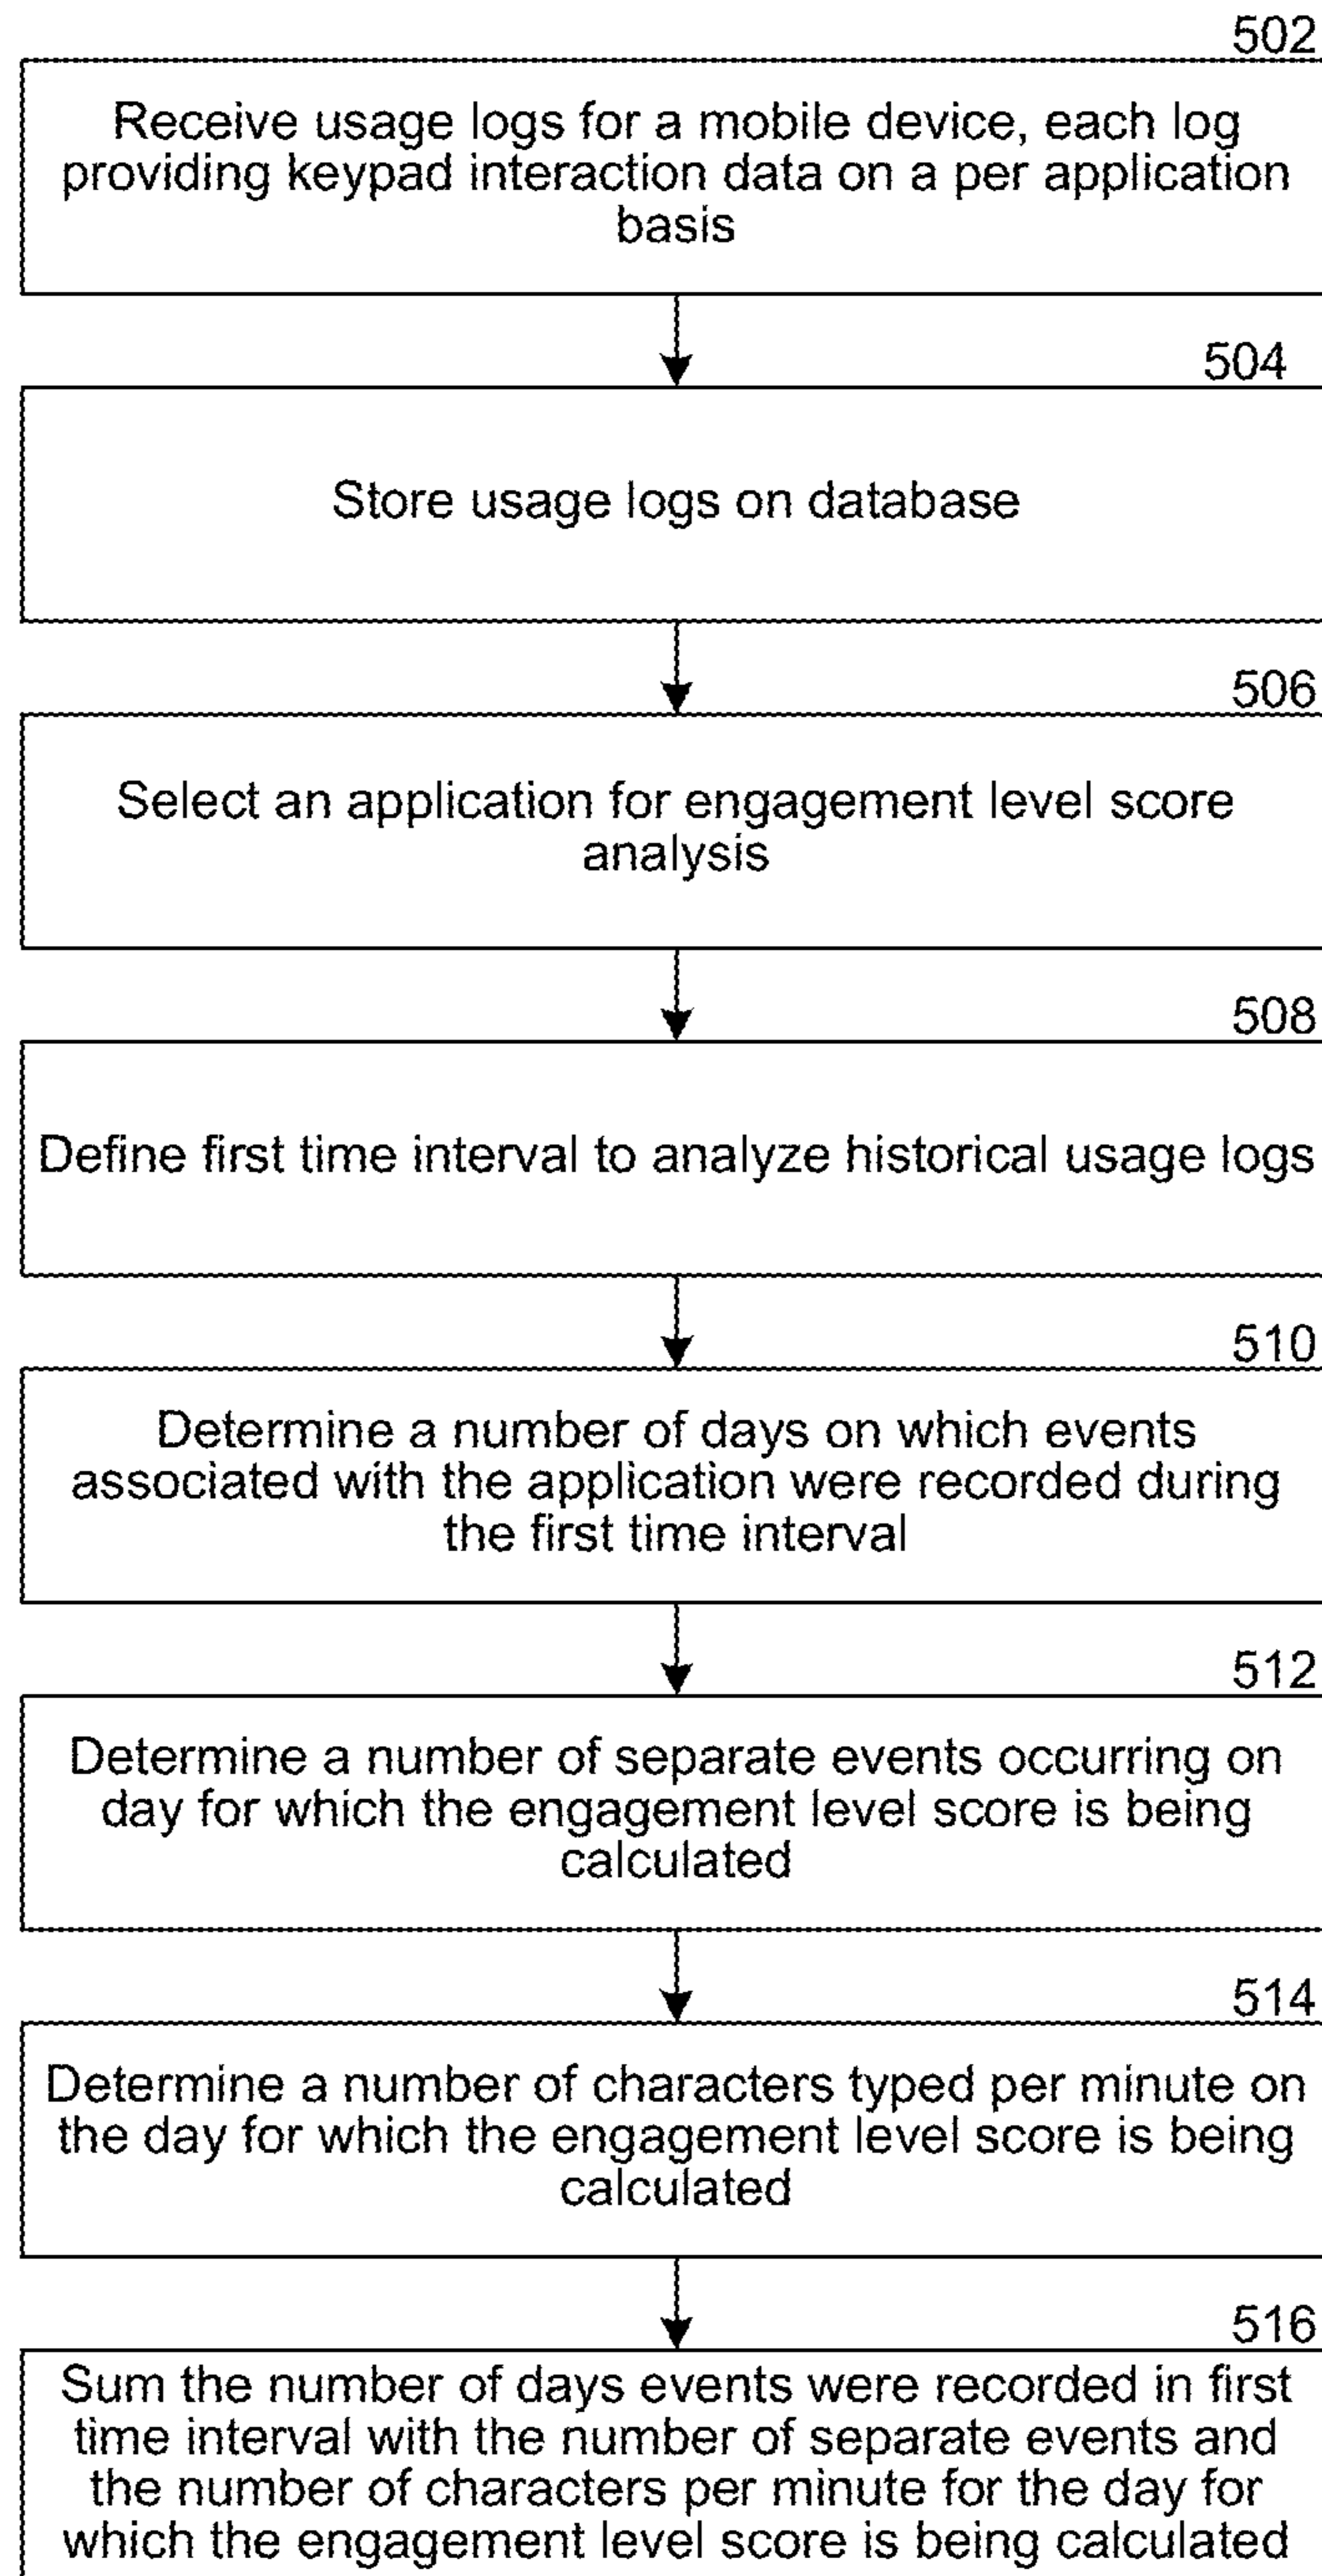 502
Receive usage logs for a mobile device, each log
providing keypad interaction data on a per application
basis
504
Store usage logs on database
506
Select an application for engagement level score
analysis
508
Define first time interval to analyze historical usage logs
510
Determine a number of days on which events
associated with the application were recorded during
the first time interval
512
Determine a number of separate events occurring on
day for which the engagement level score is being
calculated
514
Determine a number of characters typed per minute on
the day for which the engagement level score is being
calculated
516
Sum the number of days events were recorded in first
time interval with the number of separate events and
the number of characters per minute for the day for
which the engagement level score is being calculated